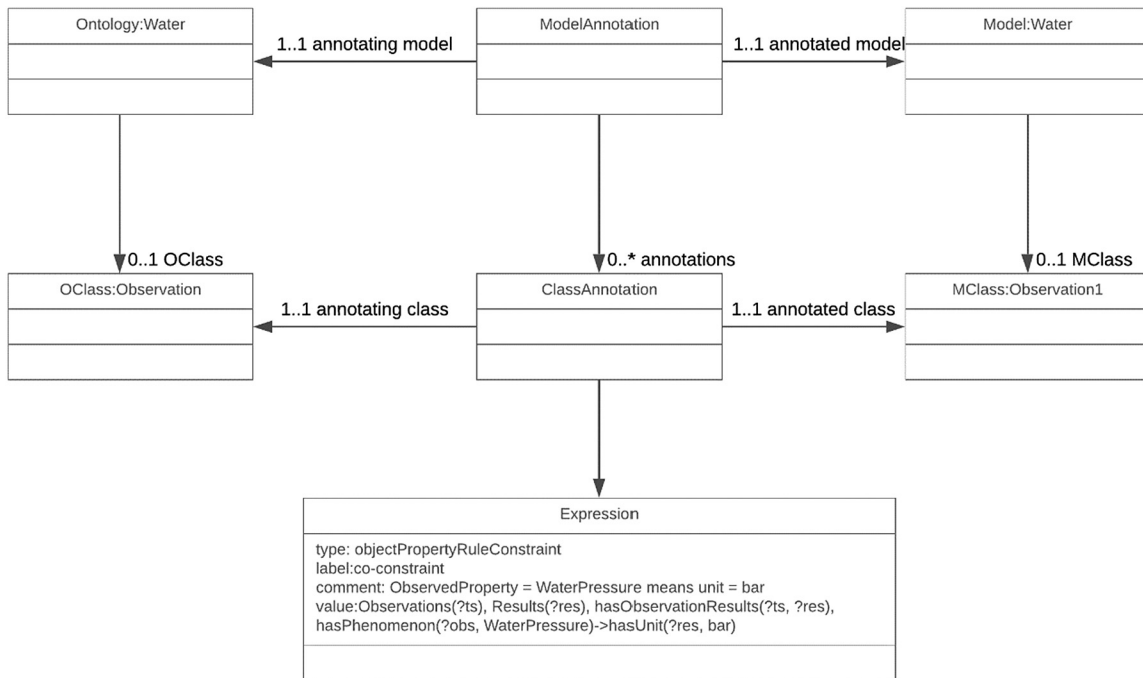 Ontology:Water
ModelAnnotation
Model:Water
1..1 annotating model
1..1 annotated model
0..1 OClass
0..* annotations
0..1 MClass
OClass:Observation
ClassAnnotation
MClass:Observation1
1..1 annotating class
1..1 annotated class
Expression
type: objectPropertyRuleConstraint
label:co-constraint
comment: ObservedProperty = WaterPressure means unit = bar
value:Observations(?ts), Results(?res), hasObservationResults(?ts, ?res),
hasPhenomenon(?obs, WaterPressure)->hasUnit(?res, bar)